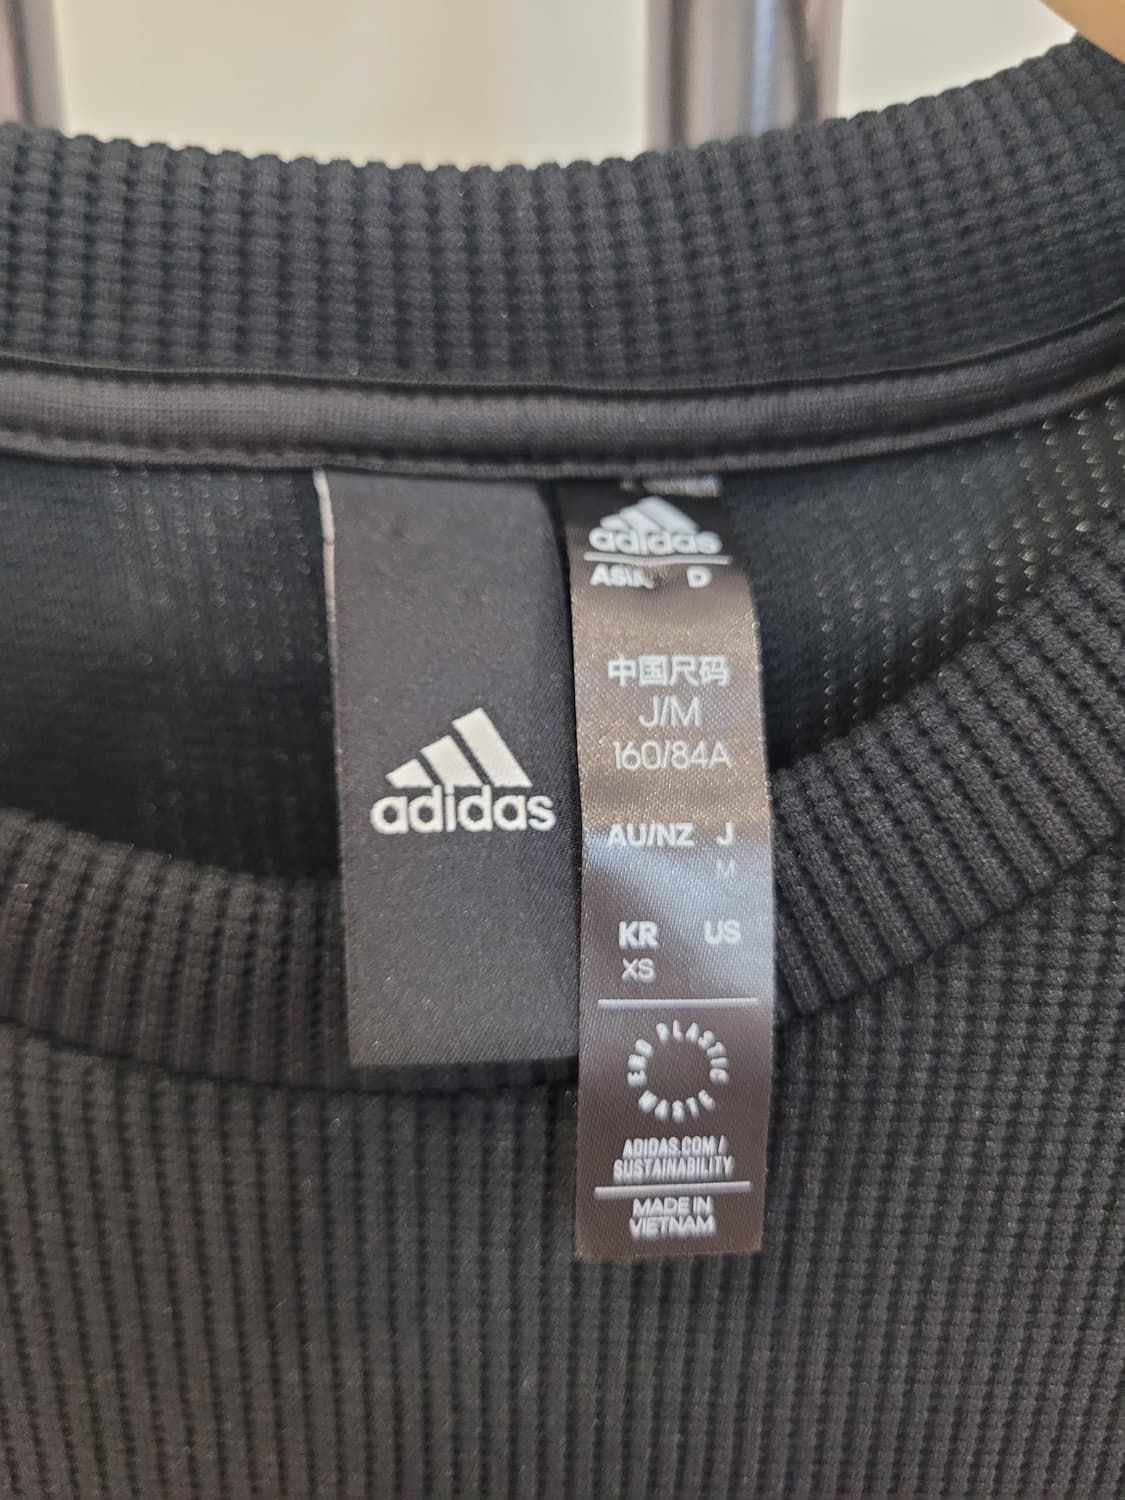 adidas
adidas
ASIA D
中国尺码
J/M
160/84A
AU/NZ J
M
KR US
XS
END PLASTIC WASTE
ADIDAS.COM/
SUSTAINABILITY
MADE IN
VIETNAM